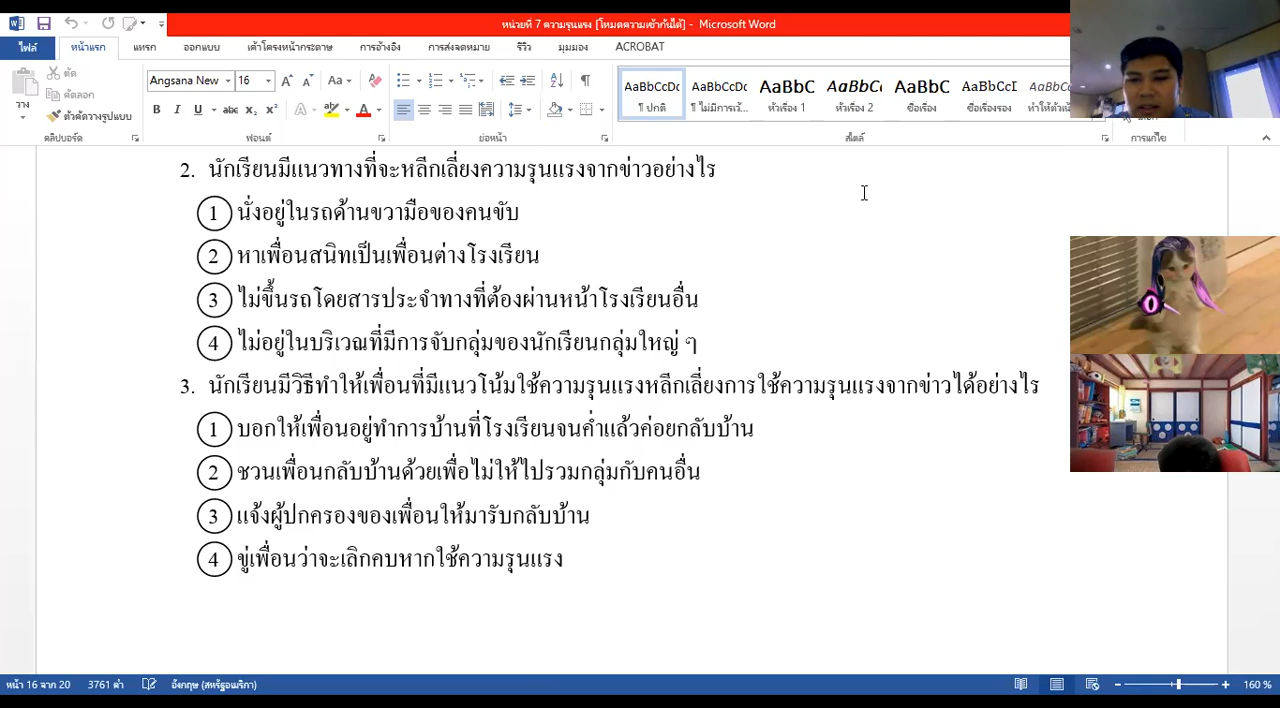 หน่วยที่ 7 ความรุนแรง [โหมดความเข้ากันได้] - Microsoft Word
ไฟล์ หน้าแรก แทรก ออกแบบ เค้าโครงหน้ากระดาษ การอ้างอิง การส่งจดหมาย รีวิว มุมมอง ACROBAT
วาง
ตัด
คัดลอก
ตัวคัดวางรูปแบบ
คลิปบอร์ด
Angsana New 16
ฟอนต์
ย่อหน้า
AaBbCcDc AaBbCcDc AaBbC AaBbCc AaBbC AaBbCcI AaBbCcD
¶ ปกติ ¶ ไม่มีการเว้... หัวเรื่อง 1 หัวเรื่อง 2 ชื่อเรื่อง ชื่อเรื่องรอง ทำให้ตัวเน้...
สไตล์
การแก้ไข
2. นักเรียนมีแนวทางที่จะหลีกเลี่ยงความรุนแรงจากข่าวอย่างไร
1 นั่งอยู่ในรถด้านขวามือของคนขับ
2 หาเพื่อนสนิทเป็นเพื่อนต่างโรงเรียน
3 ไม่ขึ้นรถโดยสารประจำทางที่ต้องผ่านหน้าโรงเรียนอื่น
4 ไม่อยู่ในบริเวณที่มีการจับกลุ่มของนักเรียนกลุ่มใหญ่ ๆ
3. นักเรียนมีวิธีทำให้เพื่อนที่มีแนวโน้มใช้ความรุนแรงหลีกเลี่ยงการใช้ความรุนแรงจากข่าวได้อย่างไร
1 บอกให้เพื่อนอยู่ทำการบ้านที่โรงเรียนจนค่ำแล้วค่อยกลับบ้าน
2 ชวนเพื่อนกลับบ้านด้วยเพื่อไม่ให้ไปรวมกลุ่มกับคนอื่น
3 แจ้งผู้ปกครองของเพื่อนให้มารับกลับบ้าน
4 ขู่เพื่อนว่าจะเลิกคบหากใช้ความรุนแรง
หน้า 16 จาก 20 3761 คำ อังกฤษ (สหรัฐอเมริกา) 160 %